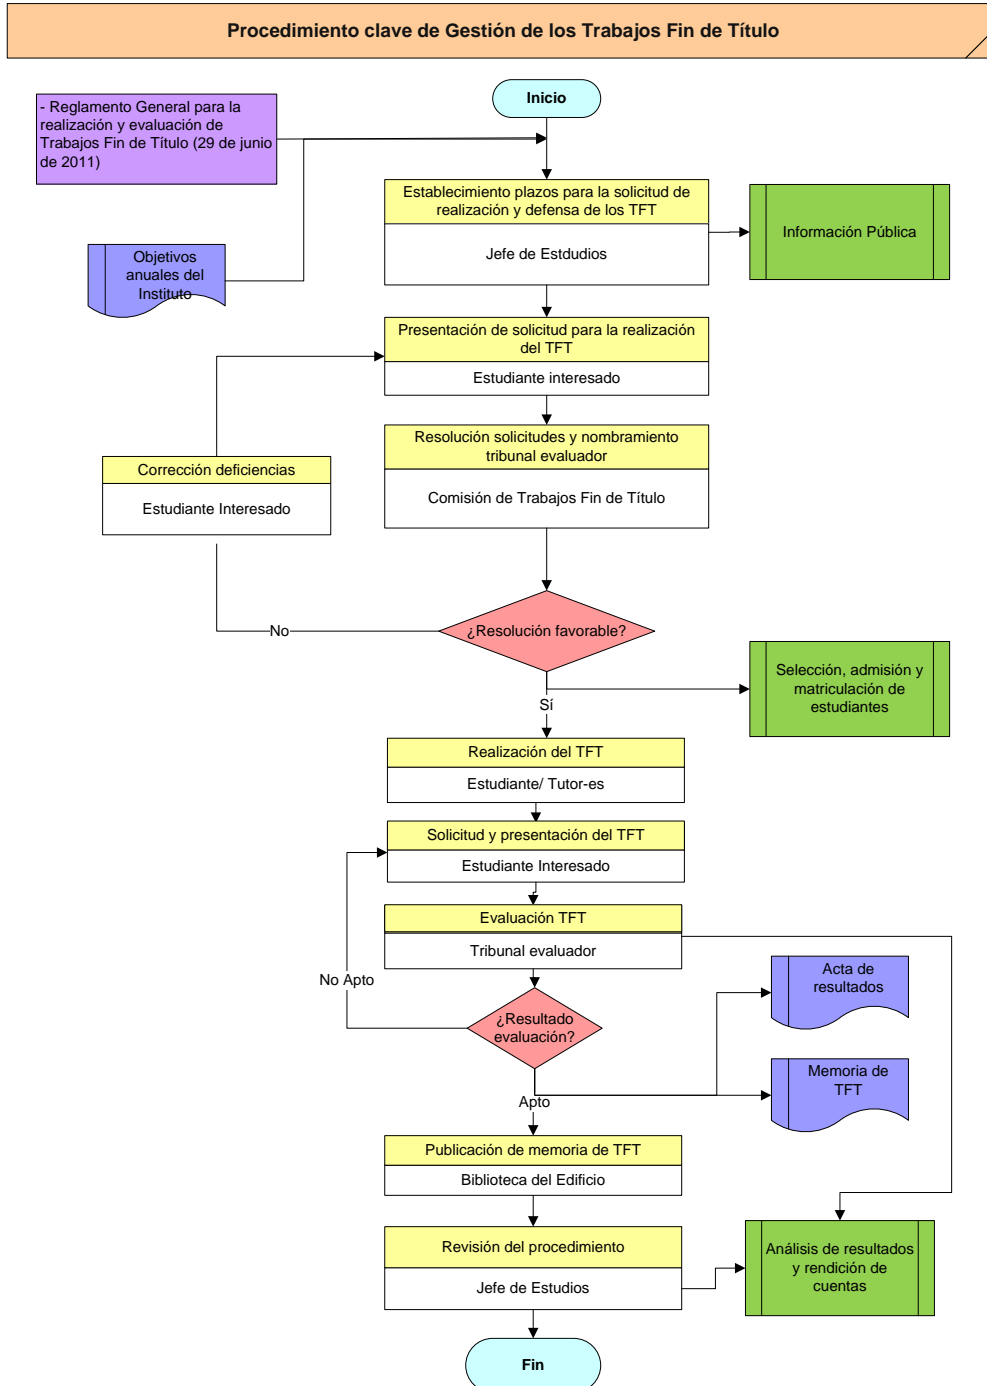 Procedimiento clave de Gestión de los Trabajos Fin de Título
Inicio
- Reglamento General para la
realización y evaluación de
Trabajos Fin de Título (29 de junio
de 2011)
Establecimiento plazos para la solicitud de
realización y defensa de los TFT
Jefe de Estdudios
Información Pública
Objetivos
anuales del
Instituto
Presentación de solicitud para la realización
del TFT
Estudiante interesado
Resolución solicitudes y nombramiento
tribunal evaluador
Comisión de Trabajos Fin de Título
Corrección deficiencias
Estudiante Interesado
¿Resolución favorable?
No
Selección, admisión y
matriculación de
estudiantes
Sí
Realización del TFT
Estudiante/ Tutor-es
Solicitud y presentación del TFT
Estudiante Interesado
Evaluación TFT
Tribunal evaluador
No Apto
Acta de
resultados
¿Resultado
evaluación?
Memoria de
TFT
Apto
Publicación de memoria de TFT
Biblioteca del Edificio
Revisión del procedimiento
Jefe de Estudios
Análisis de resultados
y rendición de
cuentas
Fin